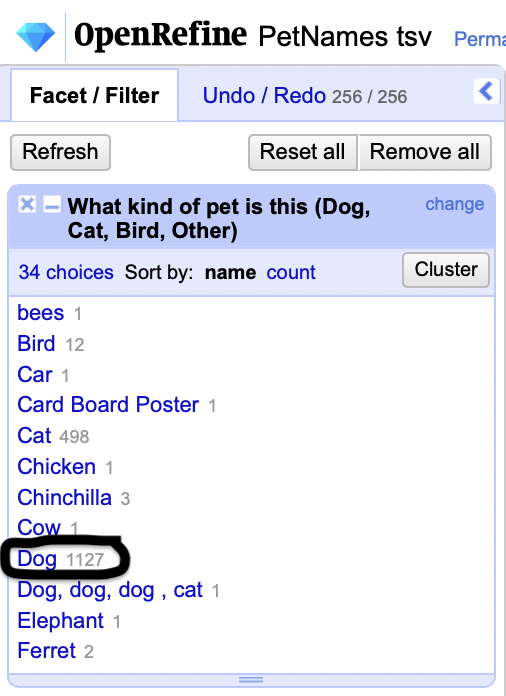 OpenRefine PetNames tsv Perma
Facet / Filter Undo / Redo 256 / 256
Refresh Reset all Remove all
What kind of pet is this (Dog, change
Cat, Bird, Other)
34 choices Sort by: name count Cluster
bees 1
Bird 12
Car 1
Card Board Poster 1
Cat 498
Chicken 1
Chinchilla 3
Cow 1
Dog 1127
Dog, dog, dog , cat 1
Elephant 1
Ferret 2